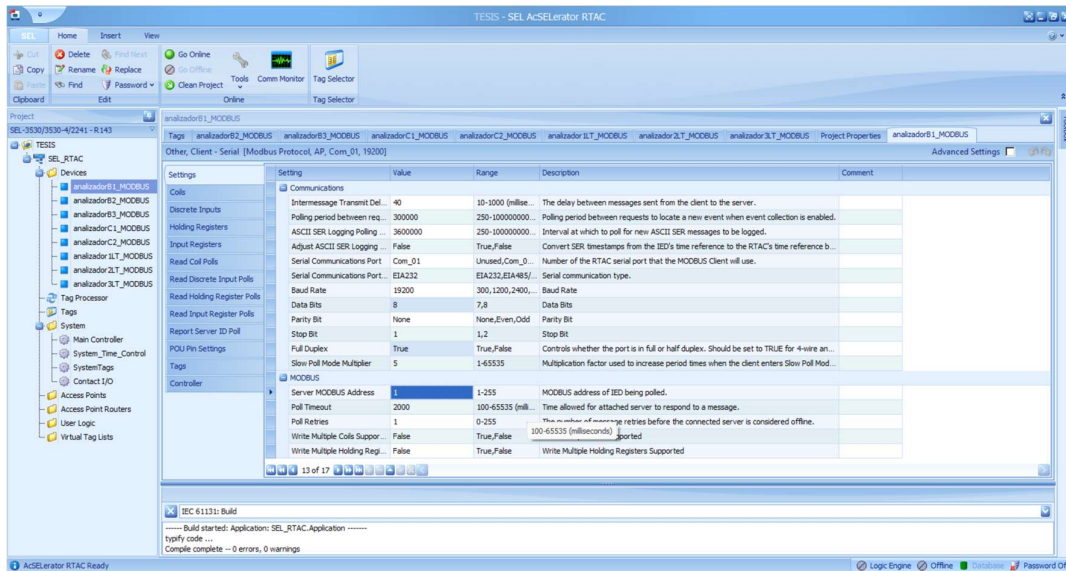 TESIS - SEL AcSELerator RTAC
SEL Home Insert View
Cut Delete Find Next
Copy Rename Replace
Paste Find Password
Go Online
Go Offline
Clean Project
Tools Comm Monitor Tag Selector
Clipboard Edit Online Tag Selector
Project
SEL-3530/3530-4/2241 - R143
TESIS
SEL_RTAC
Devices
analizadorB1_MODBUS
analizadorB2_MODBUS
analizadorB3_MODBUS
analizadorC1_MODBUS
analizadorC2_MODBUS
analizador1LT_MODBUS
analizador2LT_MODBUS
analizador3LT_MODBUS
Tag Processor
Tags
System
Main Controller
System_Time_Control
SystemTags
Contact I/O
Access Points
Access Point Routers
User Logic
Virtual Tag Lists
analizadorB1_MODBUS
Tags analizadorB2_MODBUS analizadorB3_MODBUS analizadorC1_MODBUS analizadorC2_MODBUS analizador1LT_MODBUS analizador2LT_MODBUS analizador3LT_MODBUS Project Properties analizadorB1_MODBUS
Other, Client - Serial [Modbus Protocol, AP, Com_01, 19200] Advanced Settings
Settings
Coils
Discrete Inputs
Holding Registers
Input Registers
Read Coil Polls
Read Discrete Input Polls
Read Holding Register Polls
Read Input Register Polls
Report Server ID Poll
POU Pin Settings
Tags
Controller
Setting Value Range Description Comment
Communications
Intermessage Transmit Del... 40 10-1000 (millise... The delay between messages sent from the client to the server.
Polling period between req... 300000 250-100000000... Polling period between requests to locate a new event when event collection is enabled.
ASCII SER Logging Polling ... 3600000 250-100000000... Interval at which to poll for new ASCII SER messages to be logged.
Adjust ASCII SER Logging ... False True,False Convert SER timestamps from the IED's time reference to the RTAC's time reference b...
Serial Communications Port Com_01 Unused,Com_0... Number of the RTAC serial port that the MODBUS Client will use.
Serial Communications Port... EIA232 EIA232,EIA485/... Serial communication type.
Baud Rate 19200 300,1200,2400,... Baud Rate
Data Bits 8 7,8 Data Bits
Parity Bit None None,Even,Odd Parity Bit
Stop Bit 1 1,2 Stop Bit
Full Duplex True True,False Controls whether the port is in full or half duplex. Should be set to TRUE for 4-wire an...
Slow Poll Mode Multiplier 5 1-65535 Multiplication factor used to increase period times when the client enters Slow Poll Mod...
MODBUS
Server MODBUS Address 1 1-255 MODBUS address of IED being polled.
Poll Timeout 2000 100-65535 (milli... Time allowed for attached server to respond to a message.
Poll Retries 1 0-255 The number of message retries before the connected server is considered offline.
100-65535 (milliseconds)
Write Multiple Coils Suppor... False True,False
Write Multiple Holding Regi... False True,False Write Multiple Holding Registers Supported
13 of 17
IEC 61131: Build
------ Build started: Application: SEL_RTAC.Application -------
typify code ...
Compile complete -- 0 errors, 0 warnings
AcSELerator RTAC Ready Logic Engine Offline Database Password Of